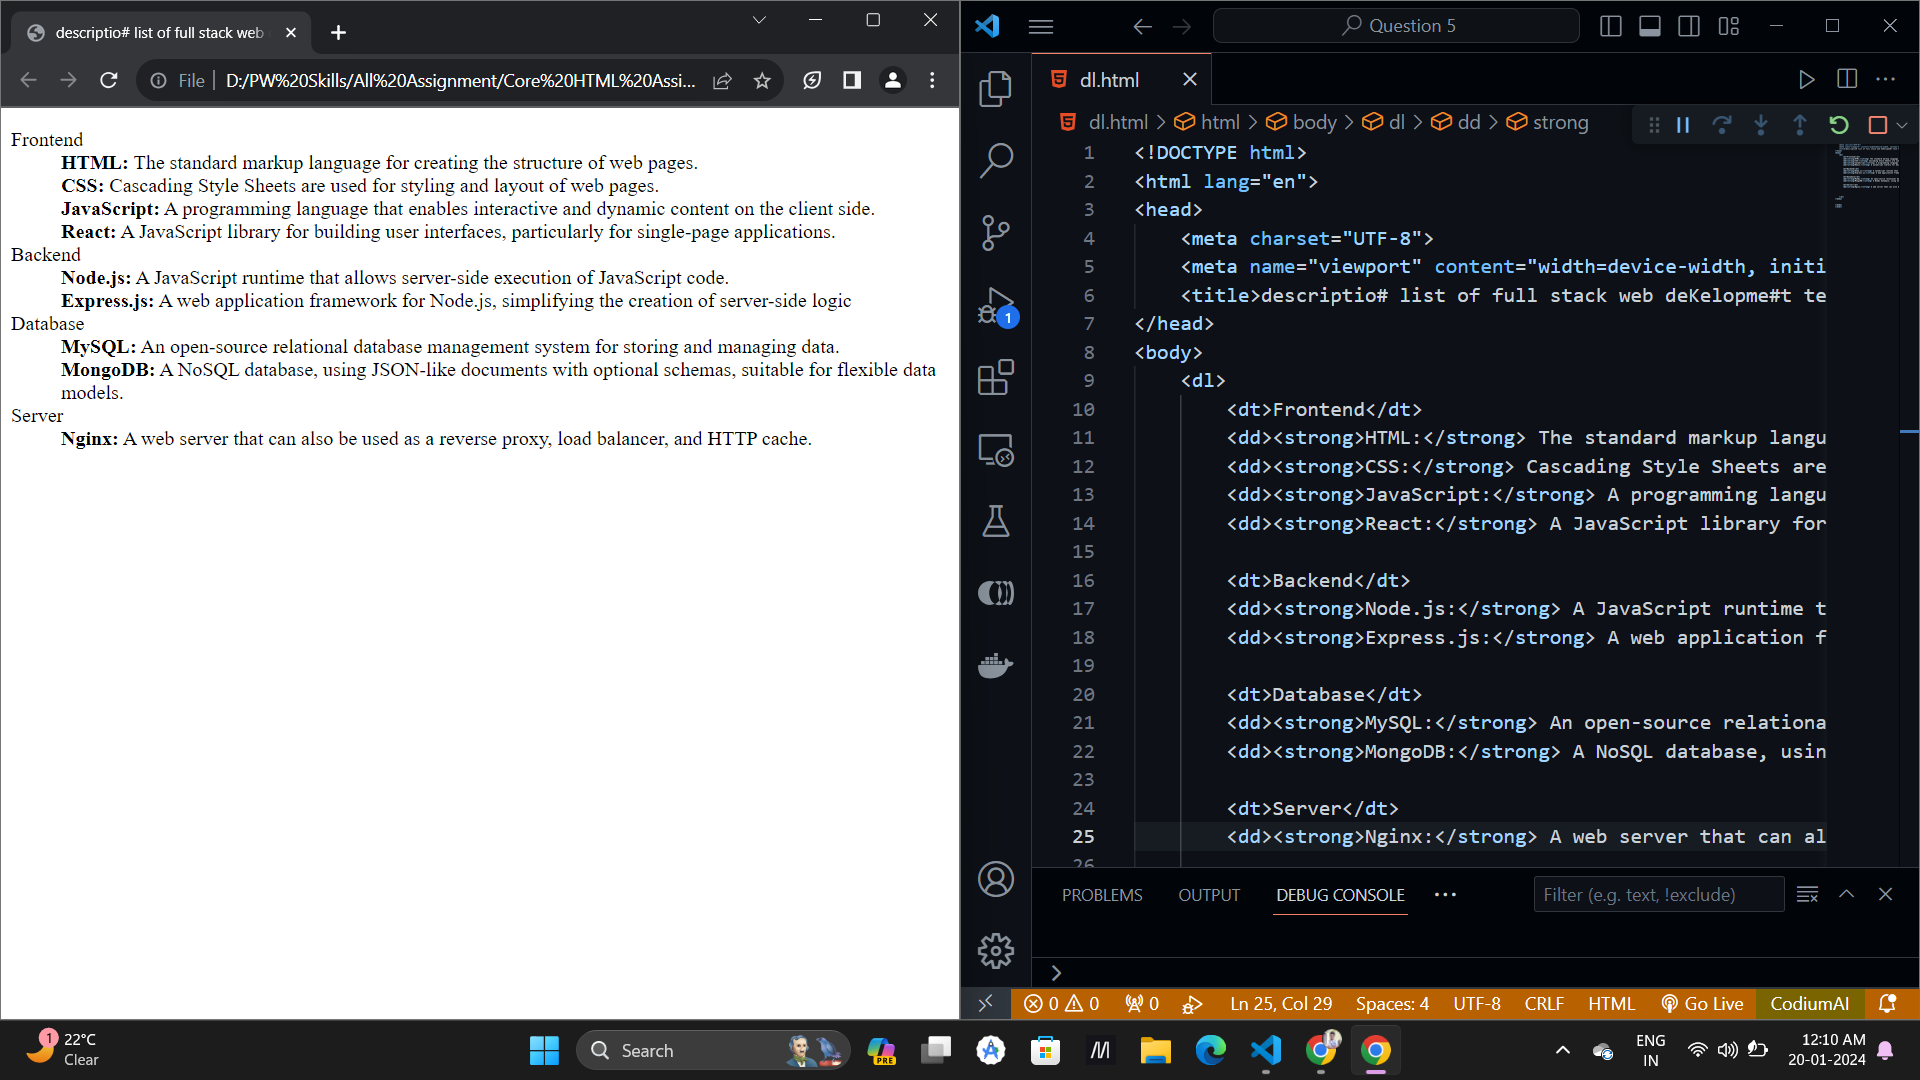 descriptio# list of full stack web
File
D:/PW%20Skills/All%20Assignment/Core%20HTML%20Assi...
Frontend
HTML: The standard markup language for creating the structure of web pages.
CSS: Cascading Style Sheets are used for styling and layout of web pages.
JavaScript: A programming language that enables interactive and dynamic content on the client side.
React: A JavaScript library for building user interfaces, particularly for single-page applications.
Backend
Node.js: A JavaScript runtime that allows server-side execution of JavaScript code.
Express.js: A web application framework for Node.js, simplifying the creation of server-side logic
Database
MySQL: An open-source relational database management system for storing and managing data.
MongoDB: A NoSQL database, using JSON-like documents with optional schemas, suitable for flexible data
models.
Server
Nginx: A web server that can also be used as a reverse proxy, load balancer, and HTTP cache.
Question 5
dl.html
dl.html > html > body > dl > dd > strong
1 <!DOCTYPE html>
2 <html lang="en">
3 <head>
4 <meta charset="UTF-8">
5 <meta name="viewport" content="width=device-width, initi
6 <title>descriptio# list of full stack web deKelopme#t te
7 </head>
8 <body>
9 <dl>
10 <dt>Frontend</dt>
11 <dd><strong>HTML:</strong> The standard markup langu
12 <dd><strong>CSS:</strong> Cascading Style Sheets are
13 <dd><strong>JavaScript:</strong> A programming langu
14 <dd><strong>React:</strong> A JavaScript library for
15
16 <dt>Backend</dt>
17 <dd><strong>Node.js:</strong> A JavaScript runtime t
18 <dd><strong>Express.js:</strong> A web application f
19
20 <dt>Database</dt>
21 <dd><strong>MySQL:</strong> An open-source relationa
22 <dd><strong>MongoDB:</strong> A NoSQL database, usin
23
24 <dt>Server</dt>
25 <dd><strong>Nginx:</strong> A web server that can al
26
1
PROBLEMS OUTPUT DEBUG CONSOLE ...
Filter (e.g. text, !exclude)
0 0 0 Ln 25, Col 29 Spaces: 4 UTF-8 CRLF HTML Go Live CodiumAI
1
22°C
Clear
Search
PRE
ENG
IN
12:10 AM
20-01-2024